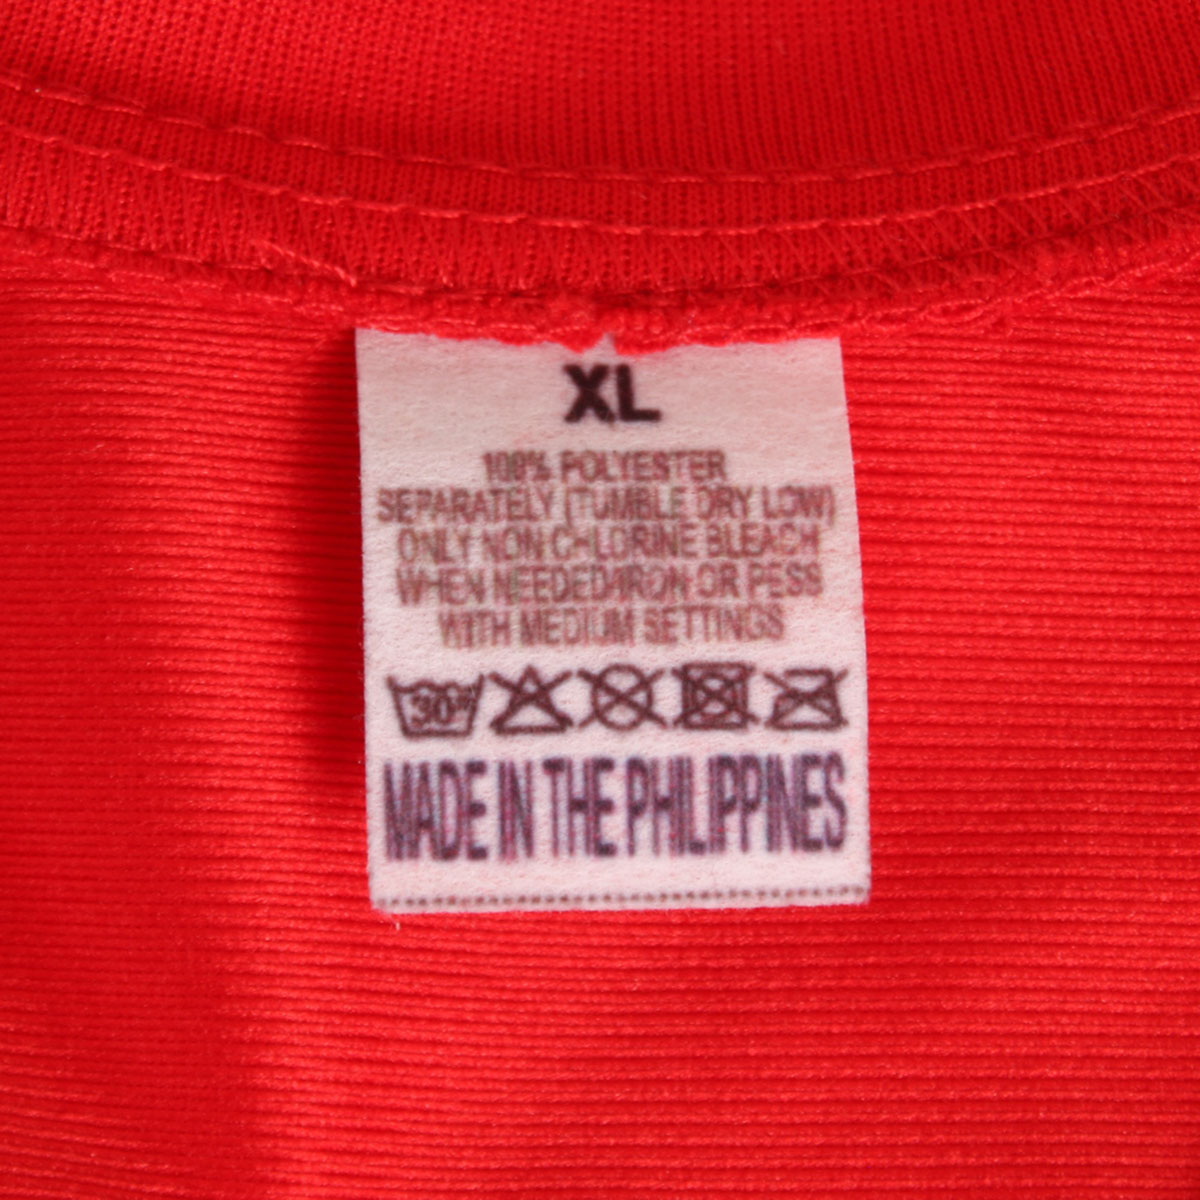 XL
100% POLYESTER
SEPARATELY (TUMBLE DRY LOW)
ONLY NON CHLORINE BLEACH
WHEN NEEDED/IRON OR PESS
WITH MEDIUM SETTINGS
30°
MADE IN THE PHILIPPINES